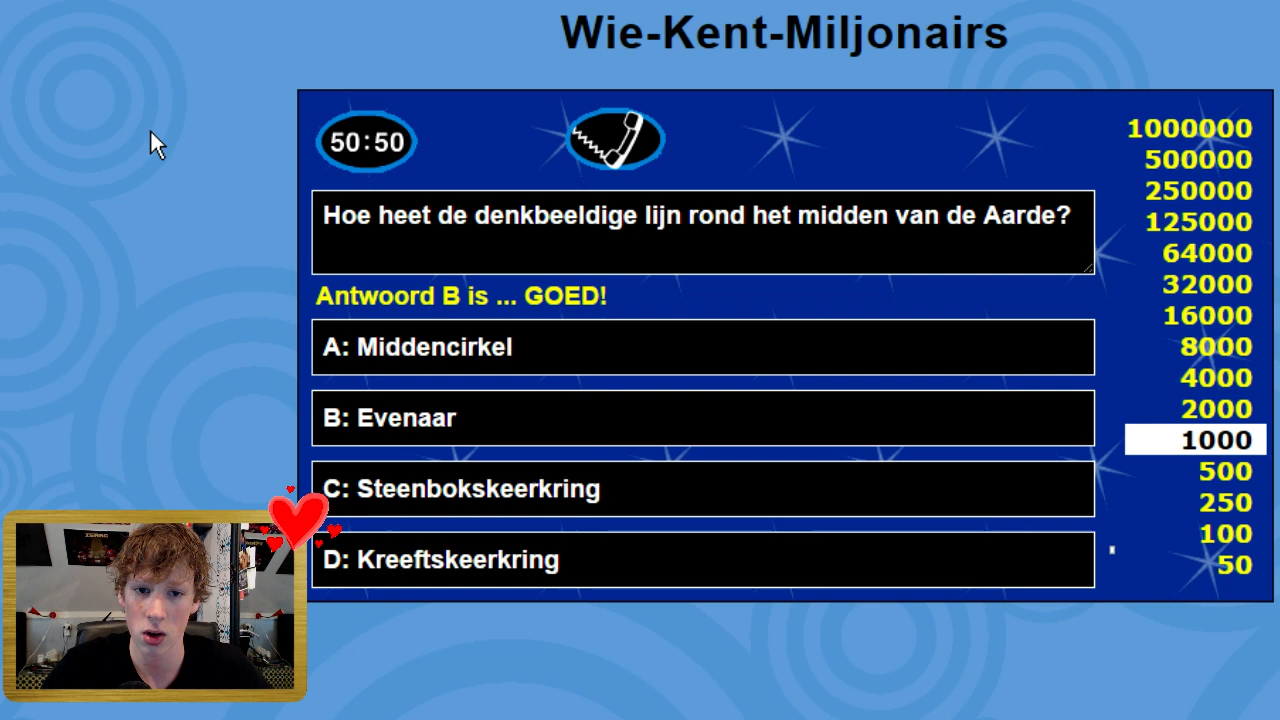 Wie-Kent-Miljonairs
50:50
Hoe heet de denkbeeldige lijn rond het midden van de Aarde?
Antwoord B is ... GOED!
A: Middencirkel
B: Evenaar
C: Steenbokskeerkring
D: Kreeftskeerkring
1000000
500000
250000
125000
64000
32000
16000
8000
4000
2000
1000
500
250
100
50